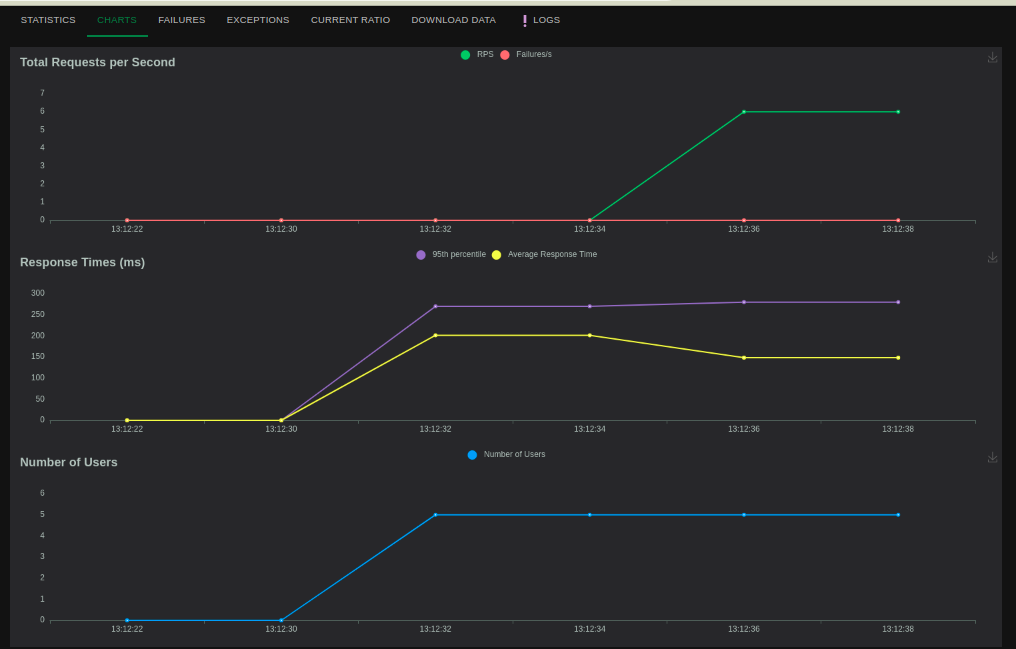 STATISTICS CHARTS FAILURES EXCEPTIONS CURRENT RATIO DOWNLOAD DATA ❗ LOGS
Total Requests per Second
RPS Failures/s
7
6
5
4
3
2
1
0
13:12:22 13:12:30 13:12:32 13:12:34 13:12:36 13:12:38
Response Times (ms)
95th percentile Average Response Time
300
250
200
150
100
50
0
13:12:22 13:12:30 13:12:32 13:12:34 13:12:36 13:12:38
Number of Users
Number of Users
6
5
4
3
2
1
0
13:12:22 13:12:30 13:12:32 13:12:34 13:12:36 13:12:38